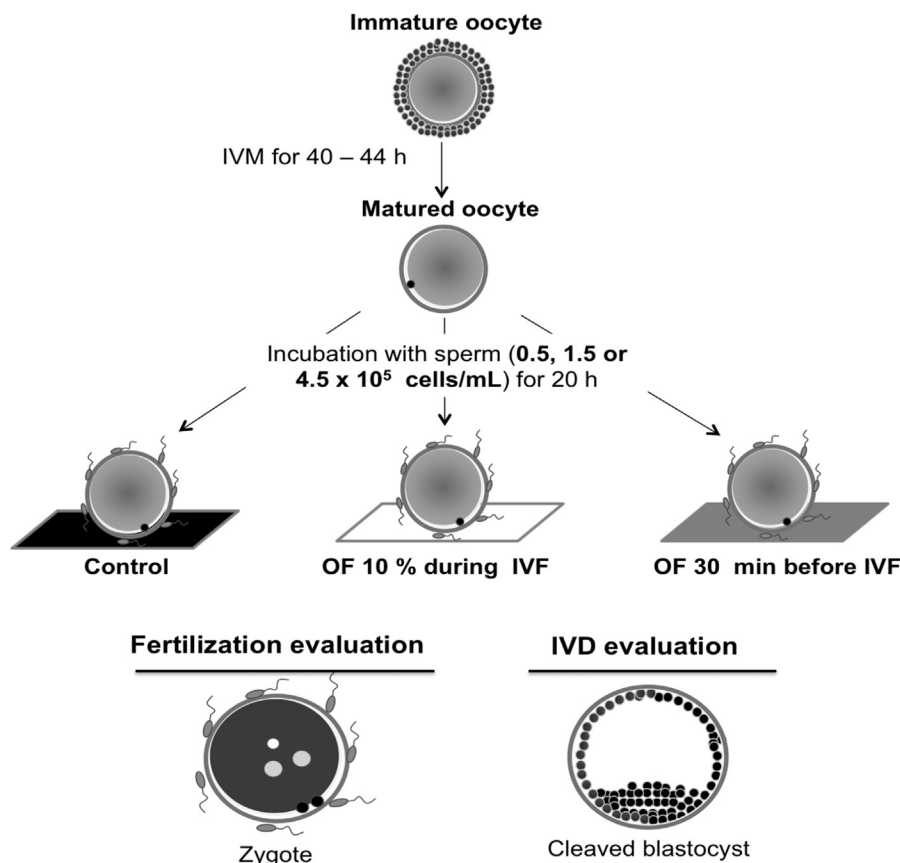 Immature oocyte
IVM for 40 – 44 h
Matured oocyte
Incubation with sperm (0.5, 1.5 or
4.5 x 10⁵ cells/mL) for 20 h
Control
OF 10 % during IVF
OF 30 min before IVF
Fertilization evaluation
IVD evaluation
Zygote
Cleaved blastocyst